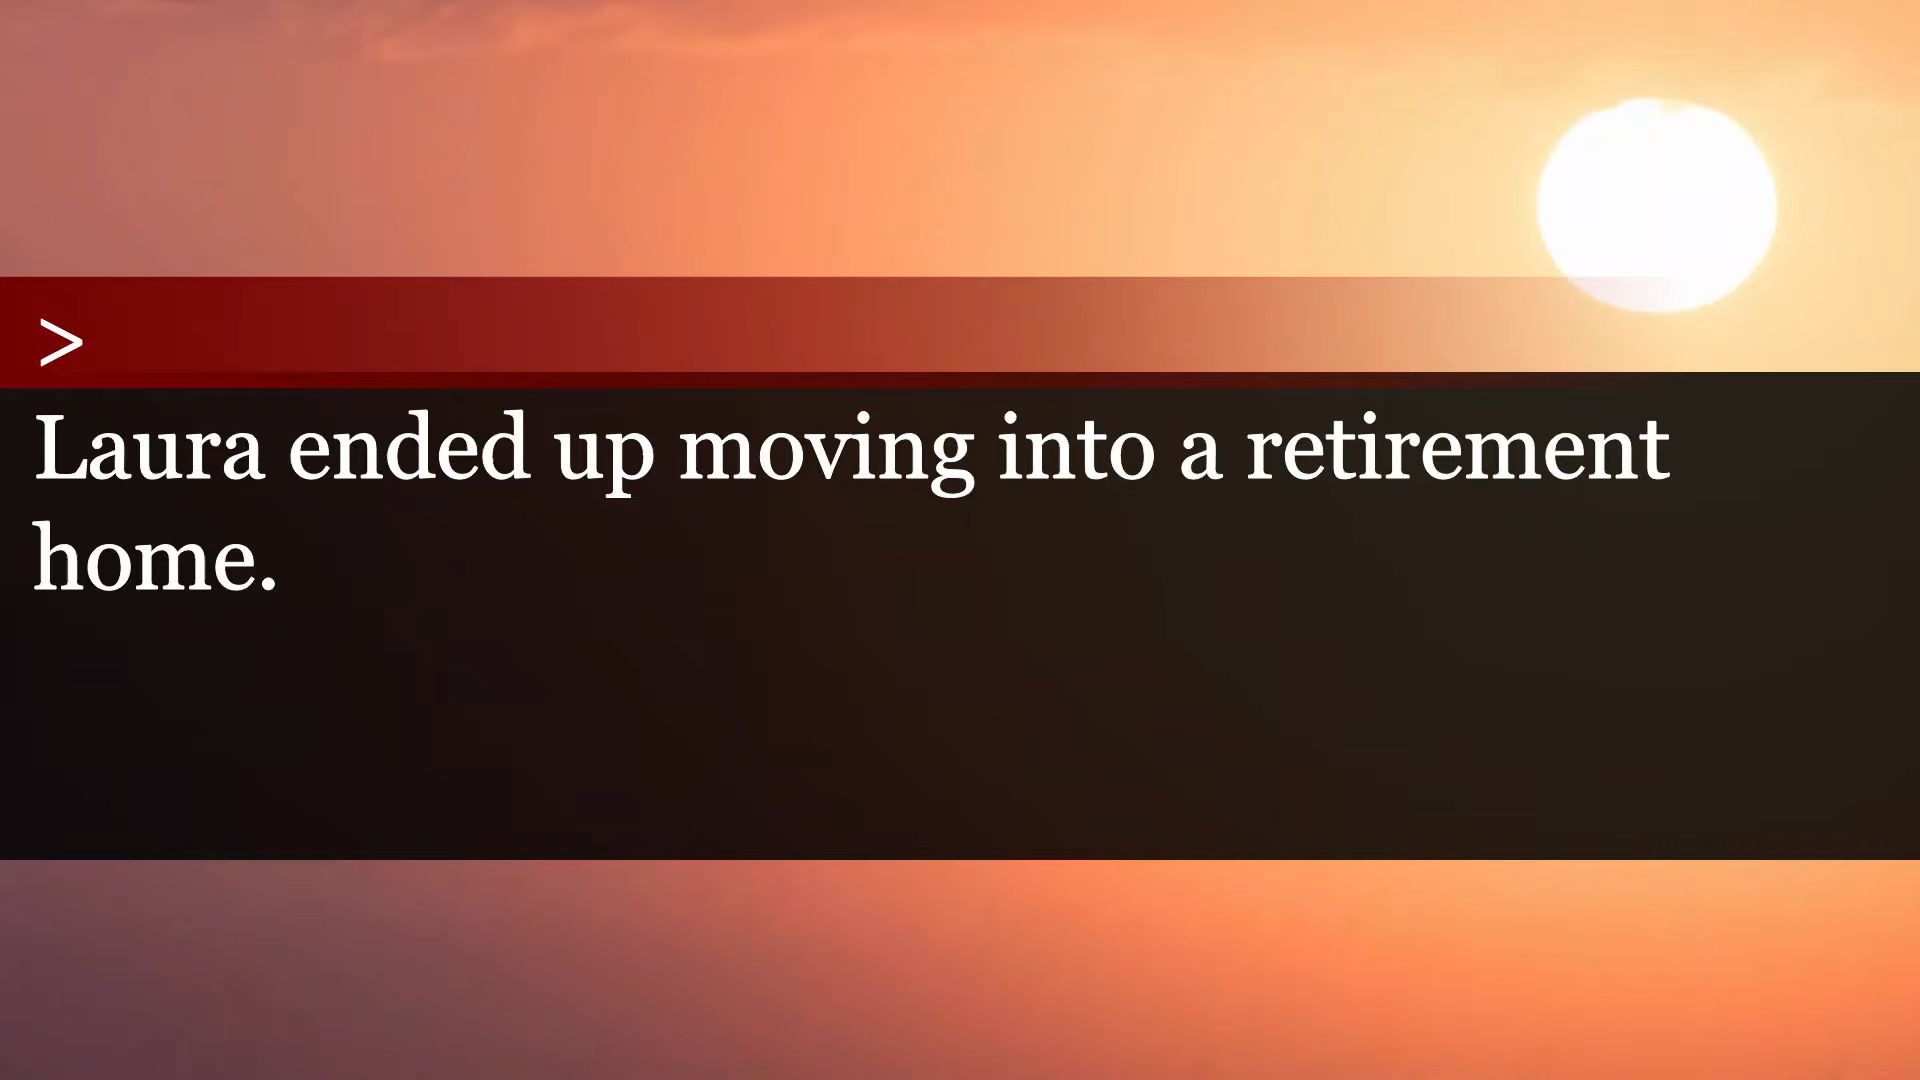 >
Laura ended up moving into a retirement
home.